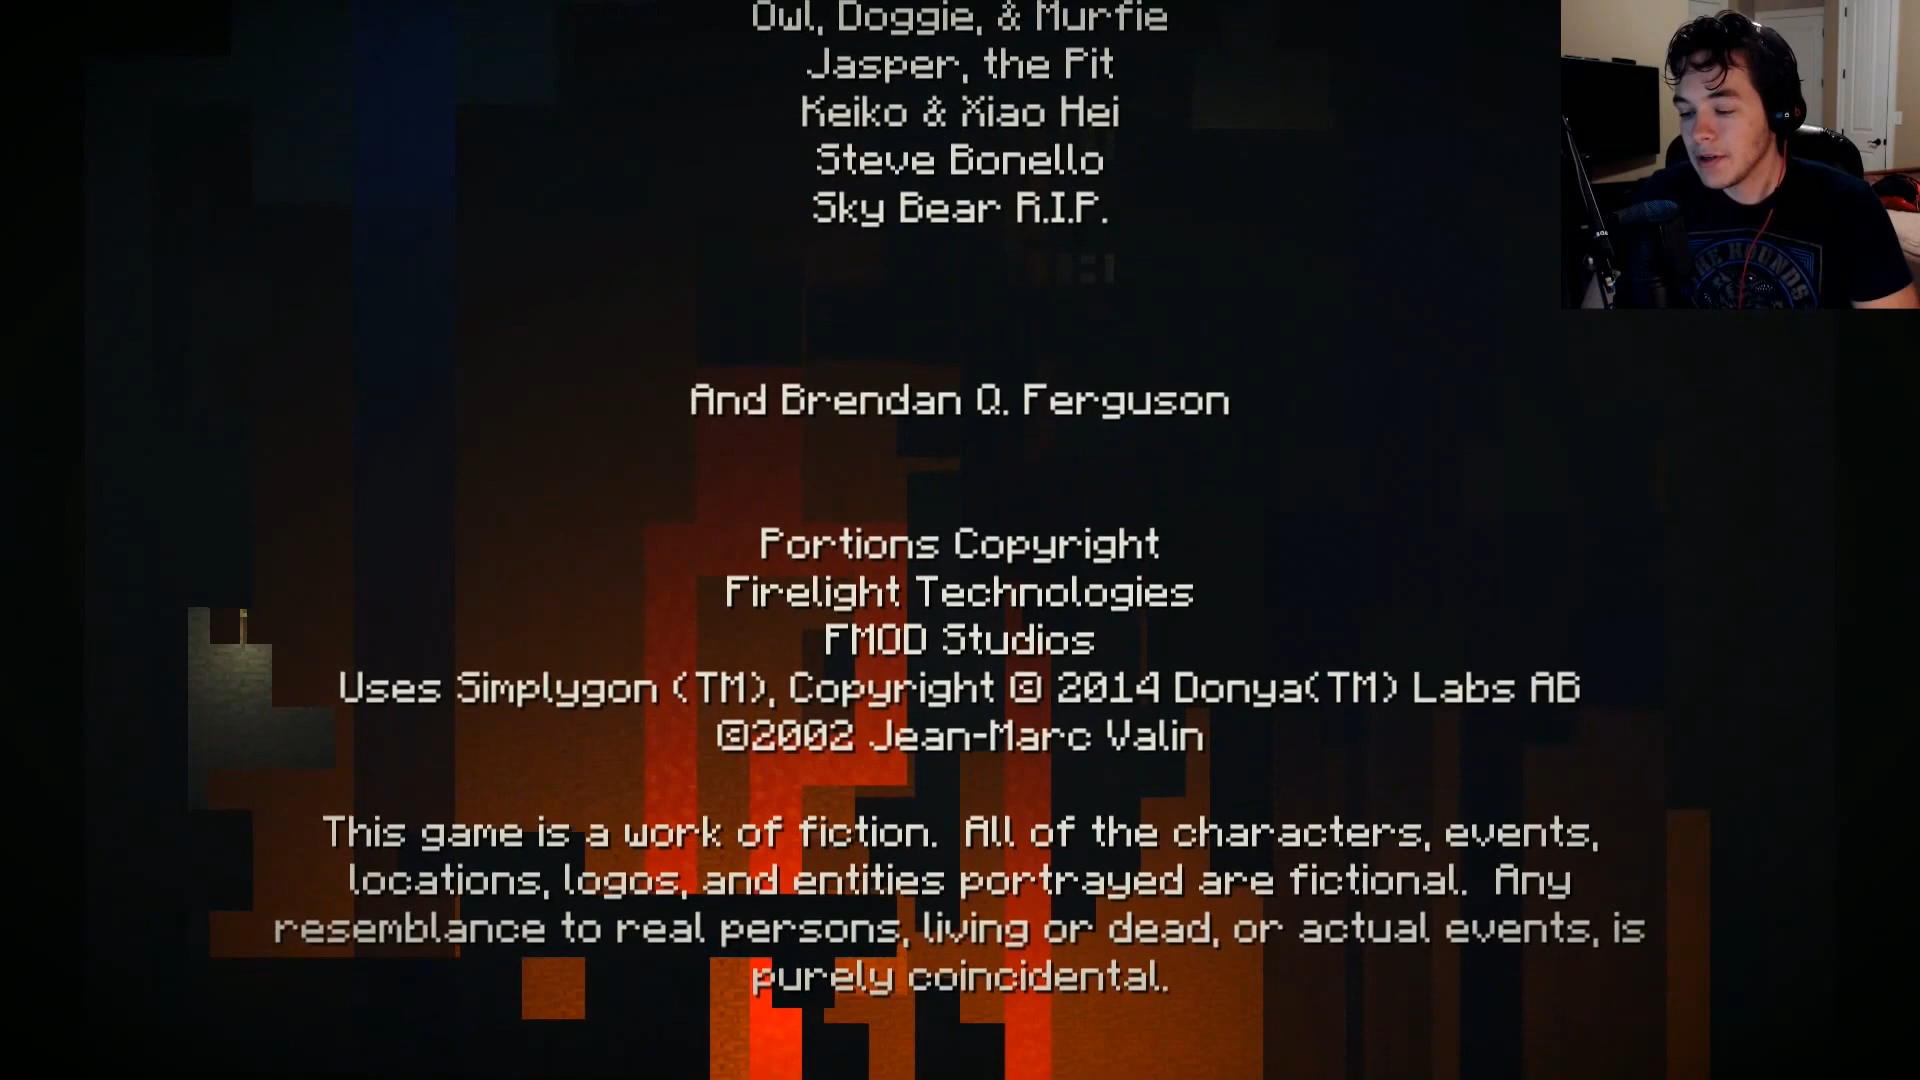 Owl, Doggie, & Murfie
Jasper, the Pit
Keiko & Xiao Hei
Steve Bonello
Sky Bear R.I.P.
And Brendan Q. Ferguson
Portions Copyright
Firelight Technologies
FMOD Studios
Uses Simplygon (TM), Copyright © 2014 Donya(TM) Labs AB
©2002 Jean-Marc Valin
This game is a work of fiction.  All of the characters, events,
locations, logos, and entities portrayed are fictional.  Any
resemblance to real persons, living or dead, or actual events, is
purely coincidental.
HOUNDS